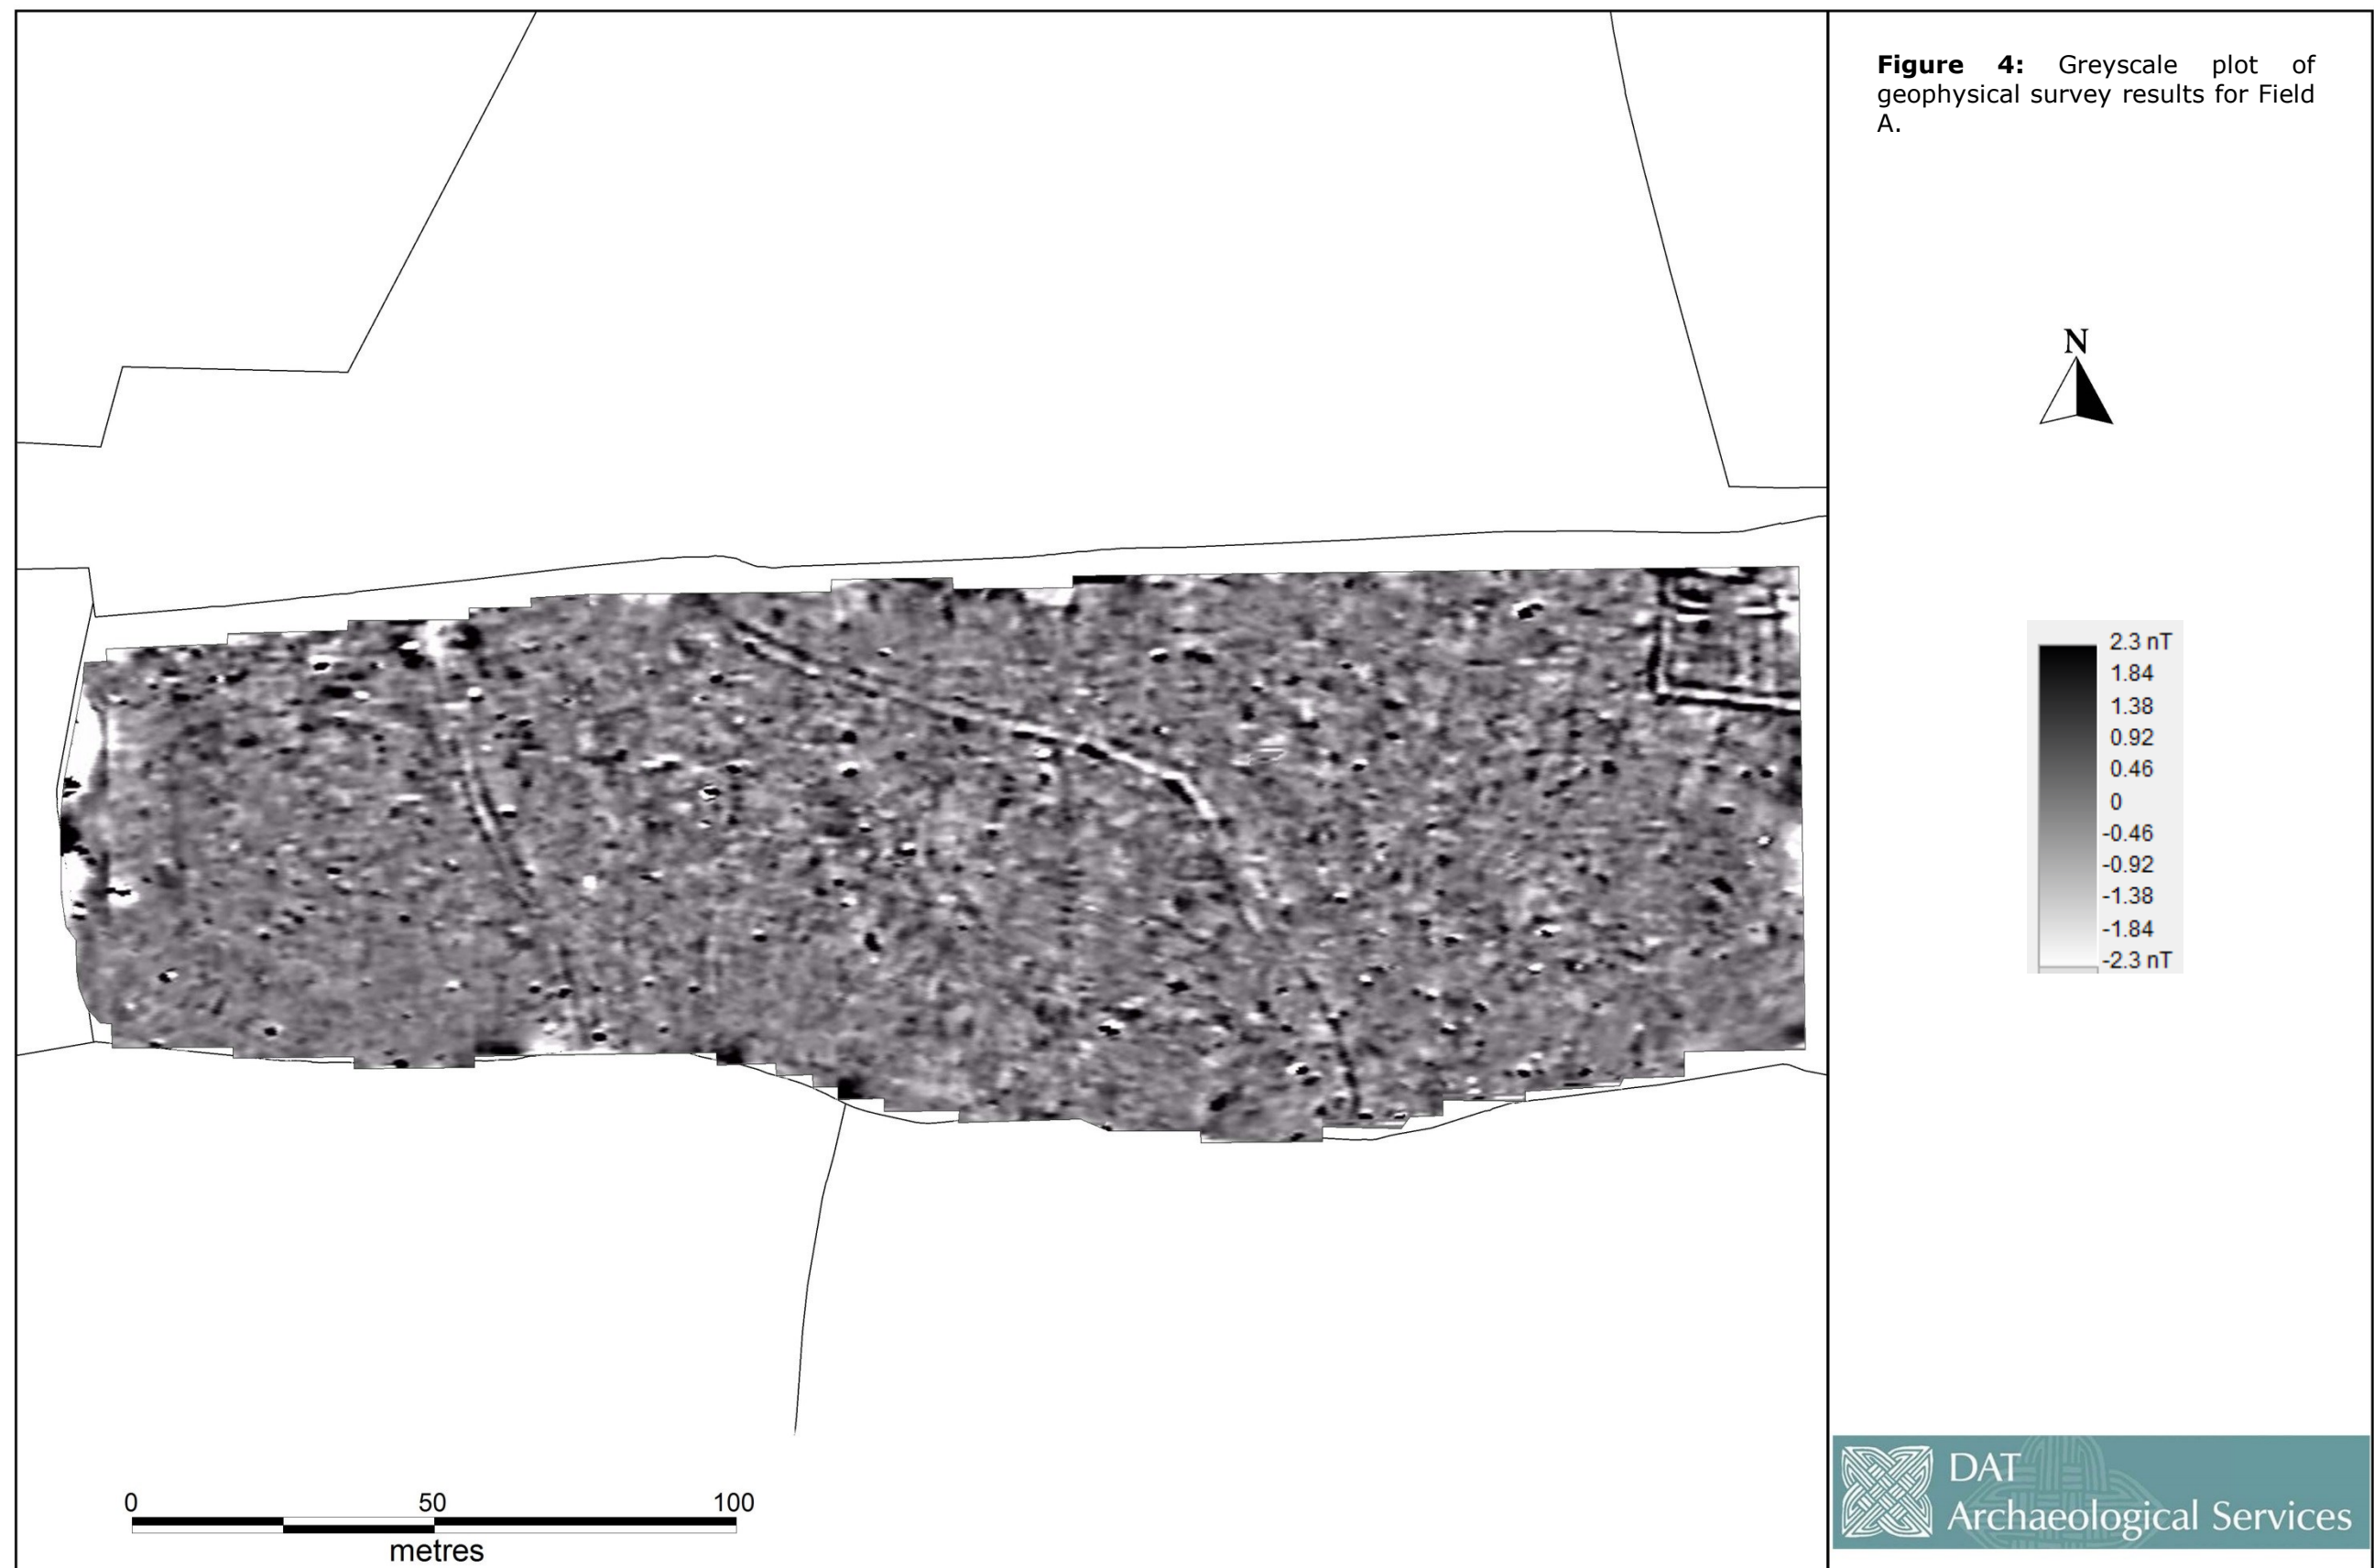 Figure 4: Greyscale plot of
geophysical survey results for Field
A.
N
2.3 nT
1.84
1.38
0.92
0.46
0
-0.46
-0.92
-1.38
-1.84
-2.3 nT
0 50 100
metres
DAT
Archaeological Services